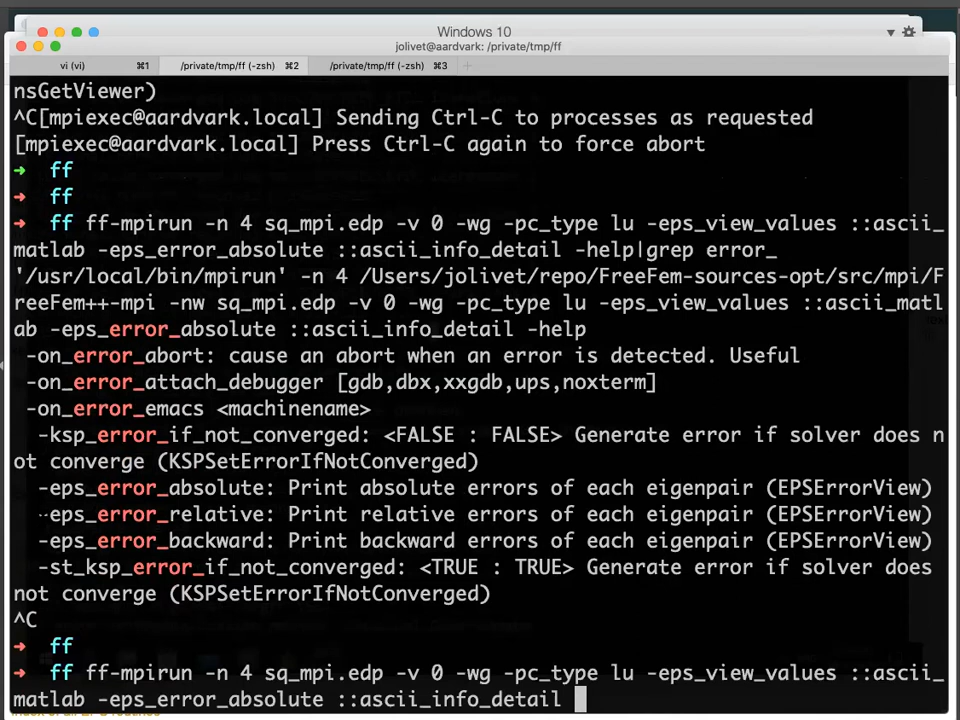 Windows 10
jolivet@aardvark: /private/tmp/ff
vi (vi) ⌘1 /private/tmp/ff (-zsh) ⌘2 /private/tmp/ff (-zsh) ⌘3
nsGetViewer)
^C[mpiexec@aardvark.local] Sending Ctrl-C to processes as requested
[mpiexec@aardvark.local] Press Ctrl-C again to force abort
➜ ff
➜ ff
➜ ff ff-mpirun -n 4 sq_mpi.edp -v 0 -wg -pc_type lu -eps_view_values ::ascii_
matlab -eps_error_absolute ::ascii_info_detail -help|grep error_
'/usr/local/bin/mpirun' -n 4 /Users/jolivet/repo/FreeFem-sources-opt/src/mpi/F
reeFem++-mpi -nw sq_mpi.edp -v 0 -wg -pc_type lu -eps_view_values ::ascii_matl
ab -eps_error_absolute ::ascii_info_detail -help
-on_error_abort: cause an abort when an error is detected. Useful
-on_error_attach_debugger [gdb,dbx,xxgdb,ups,noxterm]
-on_error_emacs <machinename>
-ksp_error_if_not_converged: <FALSE : FALSE> Generate error if solver does n
ot converge (KSPSetErrorIfNotConverged)
-eps_error_absolute: Print absolute errors of each eigenpair (EPSErrorView)
-eps_error_relative: Print relative errors of each eigenpair (EPSErrorView)
-eps_error_backward: Print backward errors of each eigenpair (EPSErrorView)
-st_ksp_error_if_not_converged: <TRUE : TRUE> Generate error if solver does
not converge (KSPSetErrorIfNotConverged)
^C
➜ ff
➜ ff ff-mpirun -n 4 sq_mpi.edp -v 0 -wg -pc_type lu -eps_view_values ::ascii_
matlab -eps_error_absolute ::ascii_info_detail